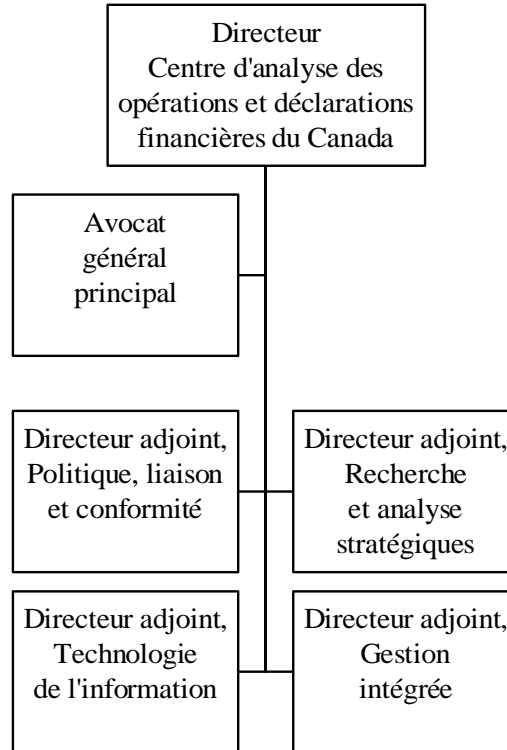 Directeur
Centre d'analyse des
opérations et déclarations
financières du Canada
Avocat
général
principal
Directeur adjoint,
Politique, liaison
et conformité
Directeur adjoint,
Recherche
et analyse
stratégiques
Directeur adjoint,
Technologie
de l'information
Directeur adjoint,
Gestion
intégrée